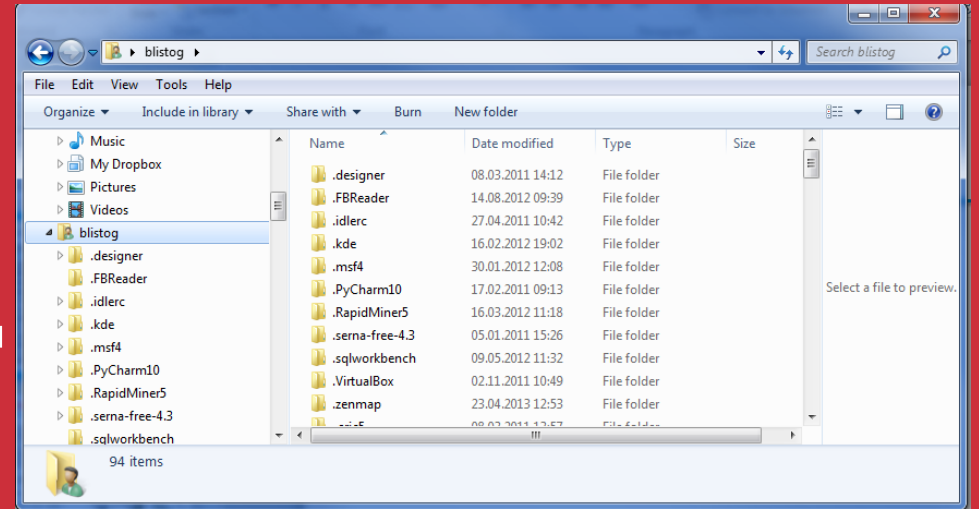 blistog
Search blistog
File Edit View Tools Help
Organize Include in library Share with Burn New folder
Music
My Dropbox
Pictures
Videos
blistog
.designer
.FBReader
.idlerc
.kde
.msf4
.PyCharm10
.RapidMiner5
.serna-free-4.3
.sqlworkbench
Name Date modified Type Size
.designer 08.03.2011 14:12 File folder
.FBReader 14.08.2012 09:39 File folder
.idlerc 27.04.2011 10:42 File folder
.kde 16.02.2012 19:02 File folder
.msf4 30.01.2012 12:08 File folder
.PyCharm10 17.02.2011 09:13 File folder
.RapidMiner5 16.03.2012 11:18 File folder
.serna-free-4.3 05.01.2011 15:26 File folder
.sqlworkbench 09.05.2012 11:32 File folder
.VirtualBox 02.11.2011 10:49 File folder
.zenmap 23.04.2013 12:53 File folder
File folder
Select a file to preview.
94 items